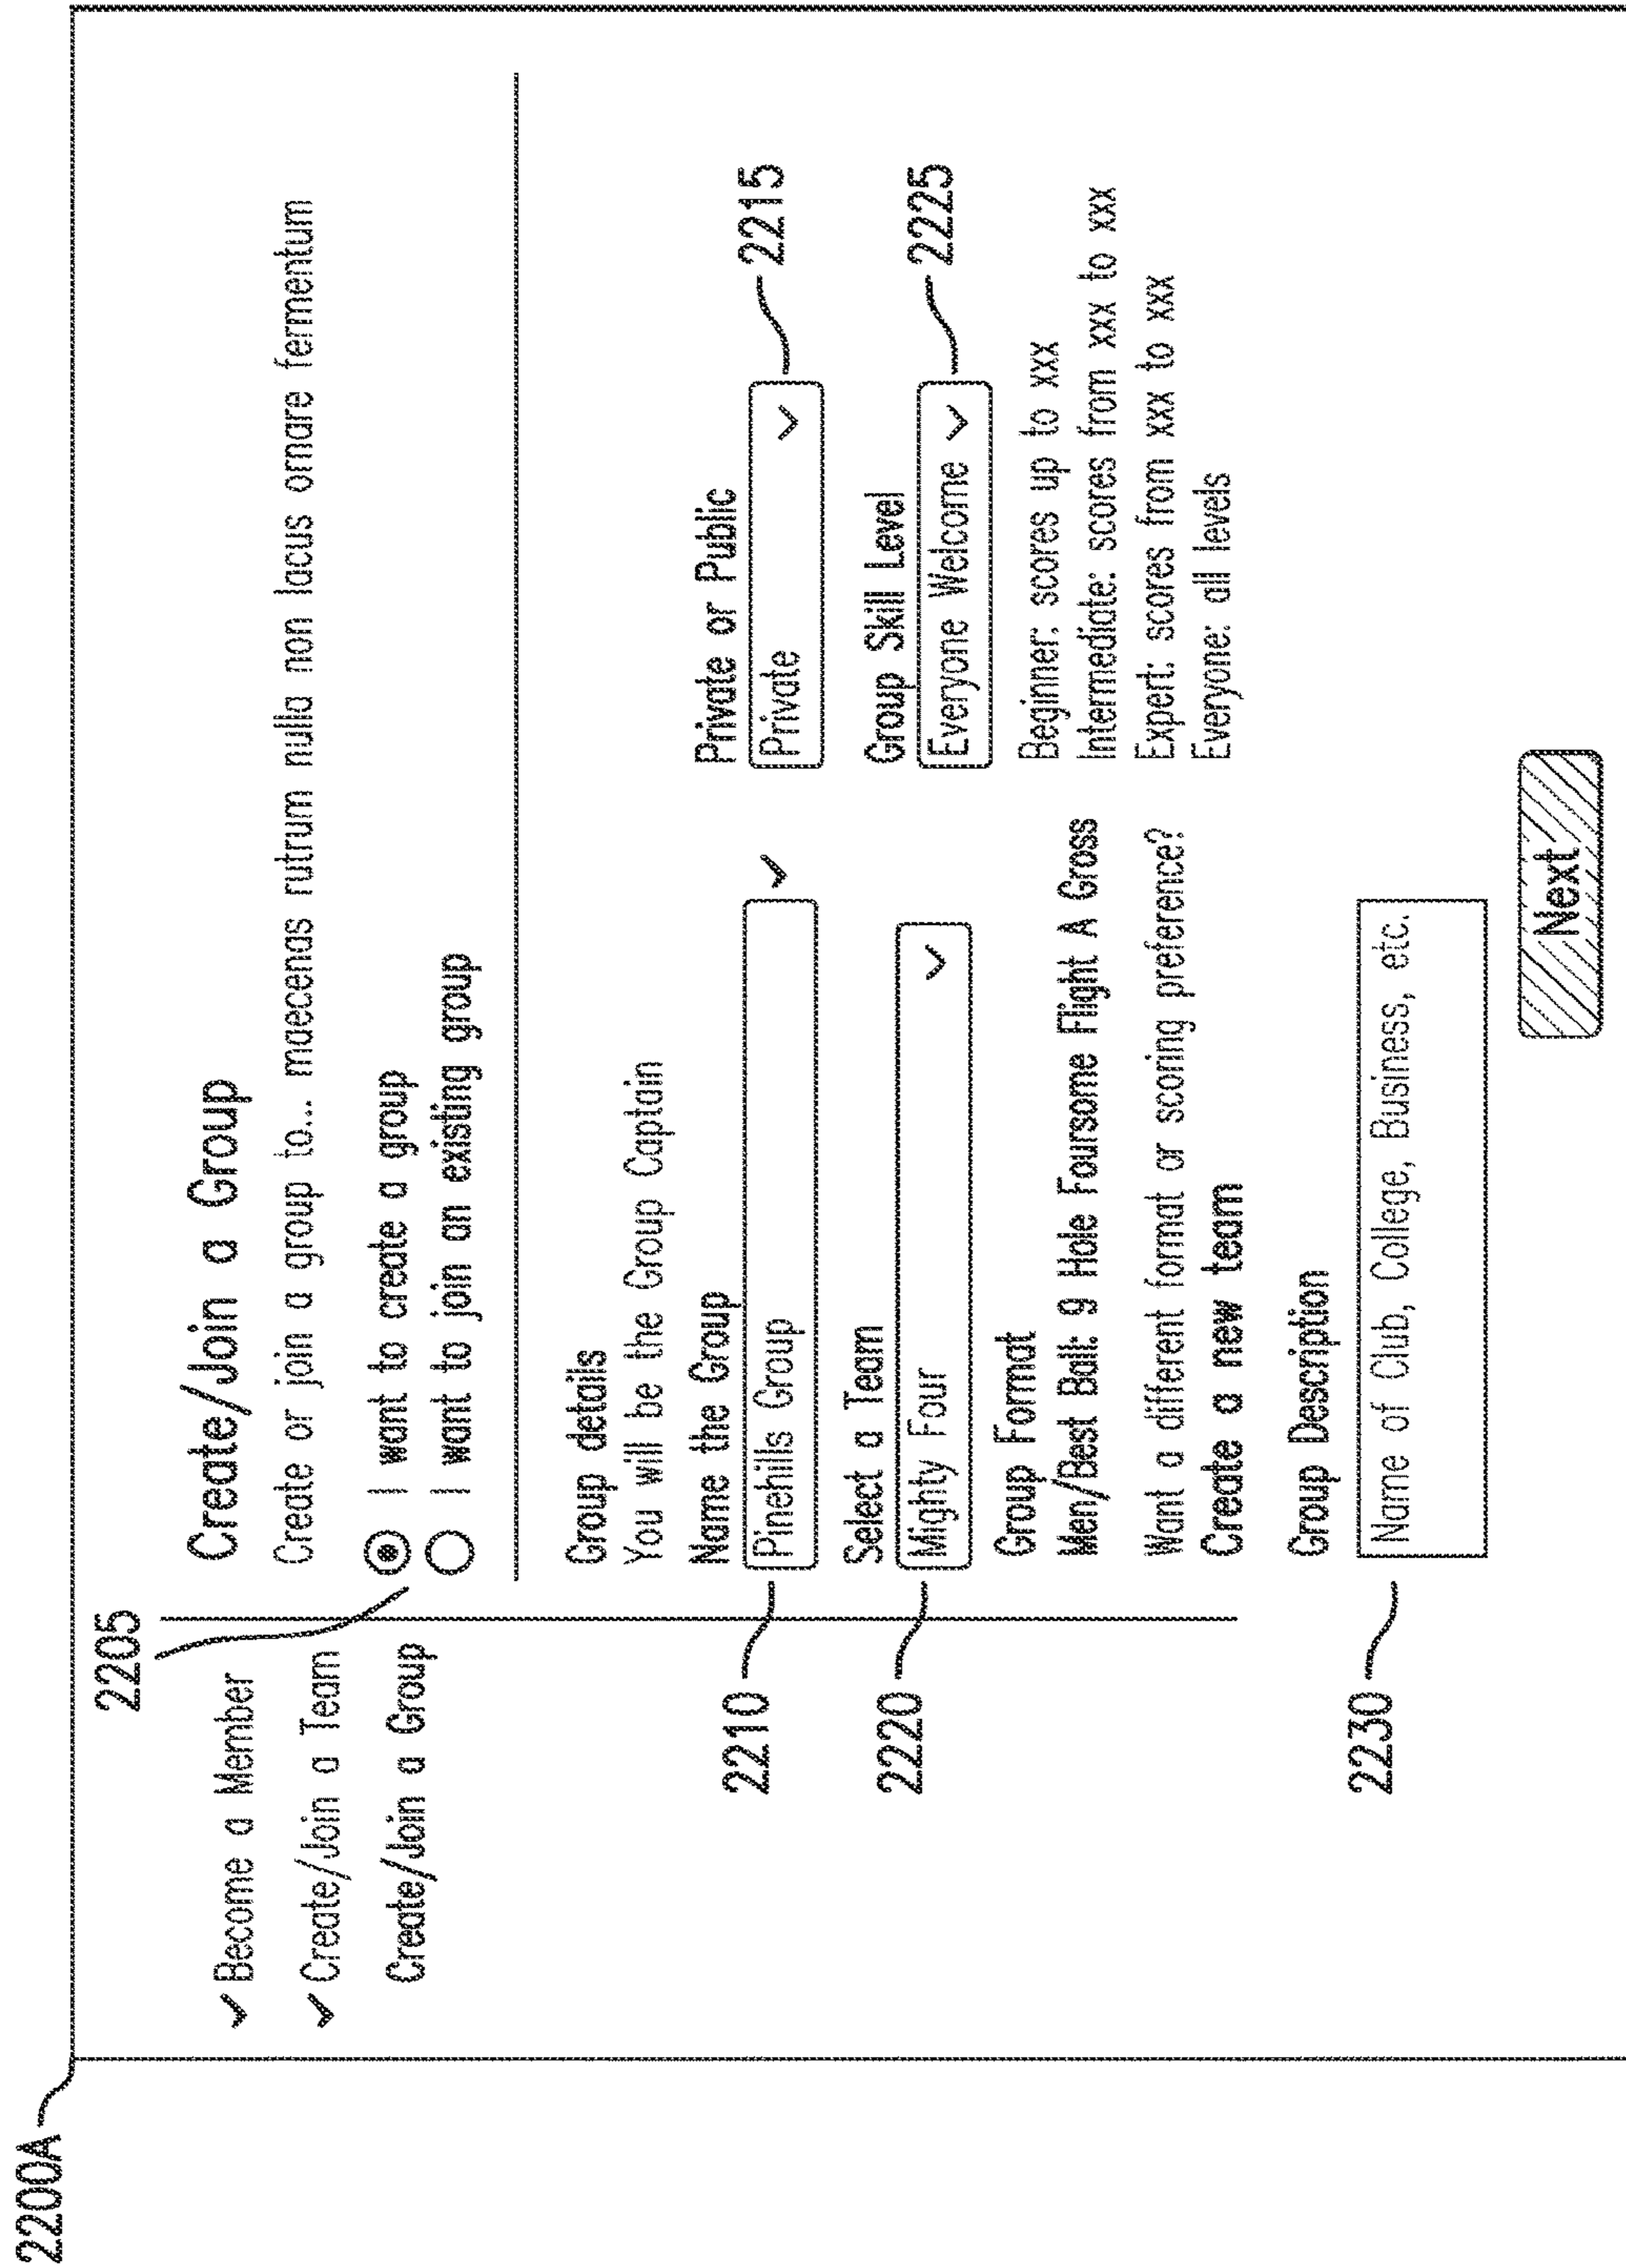 2200A
2205
Become a Member
Create/Join a Team
Create/Join a Group
Create/Join a Group
Create or join a group to... maecenas rutrum nulla non lacus ornare fermentum
I want to create a group
I want to join an existing group
Group details
You will be the Group Captain
Name the Group
2210
Pinehills Group
Private or Public
Private
2215
Select a Team
2220
Mighty Four
Group Skill Level
Everyone Welcome
2225
Group Format
Men/Best Ball: 9 Hole Foursome Flight A Gross
Want a different format or scoring preference?
Create a new team
Beginner: scores up to xxx
Intermediate: scores from xxx to xxx
Expert: scores from xxx to xxx
Everyone: all levels
Group Description
2230
Name of Club, College, Business, etc.
Next